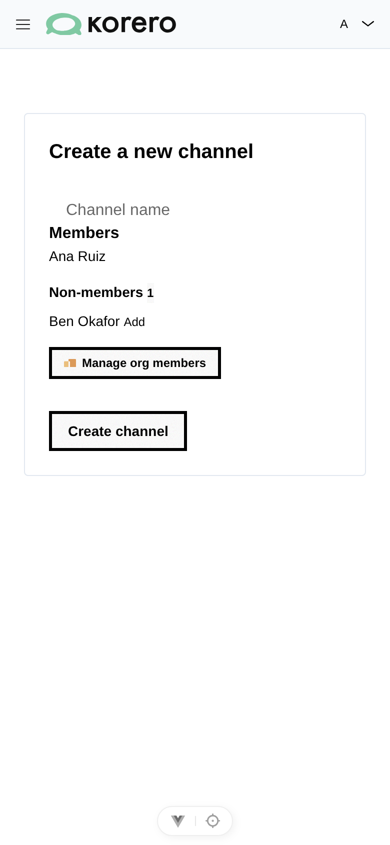 korero
A
Create a new channel
Channel name
Members
Ana Ruiz
Non-members 1
Ben Okafor Add
Manage org members
Create channel